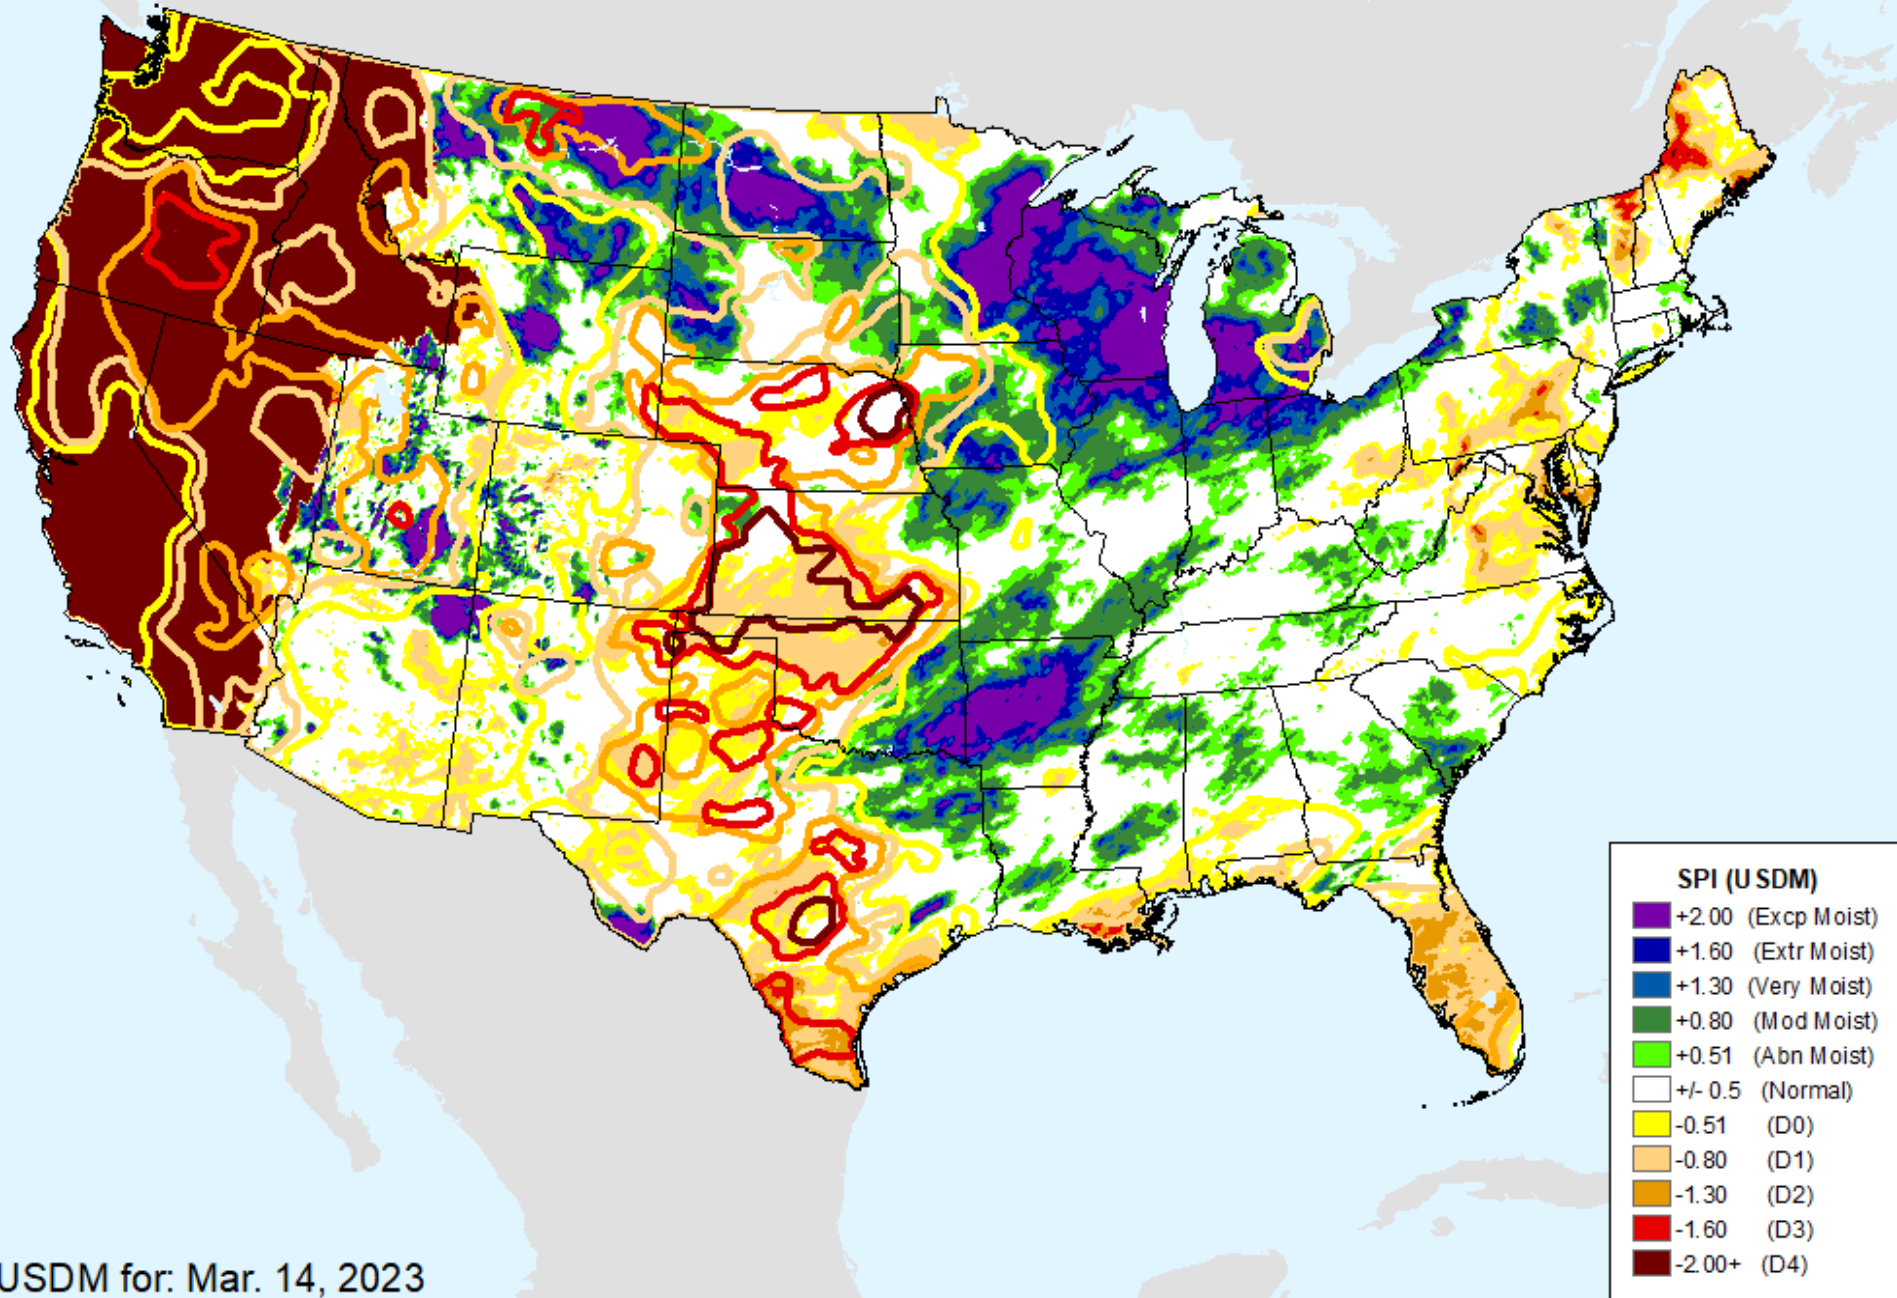 SPI (USDM)
+2.00 (Excp Moist)
+1.60 (Extr Moist)
+1.30 (Very Moist)
+0.80 (Mod Moist)
+0.51 (Abn Moist)
+/- 0.5 (Normal)
-0.51 (D0)
-0.80 (D1)
-1.30 (D2)
-1.60 (D3)
-2.00+ (D4)
USDM for: Mar. 14, 2023